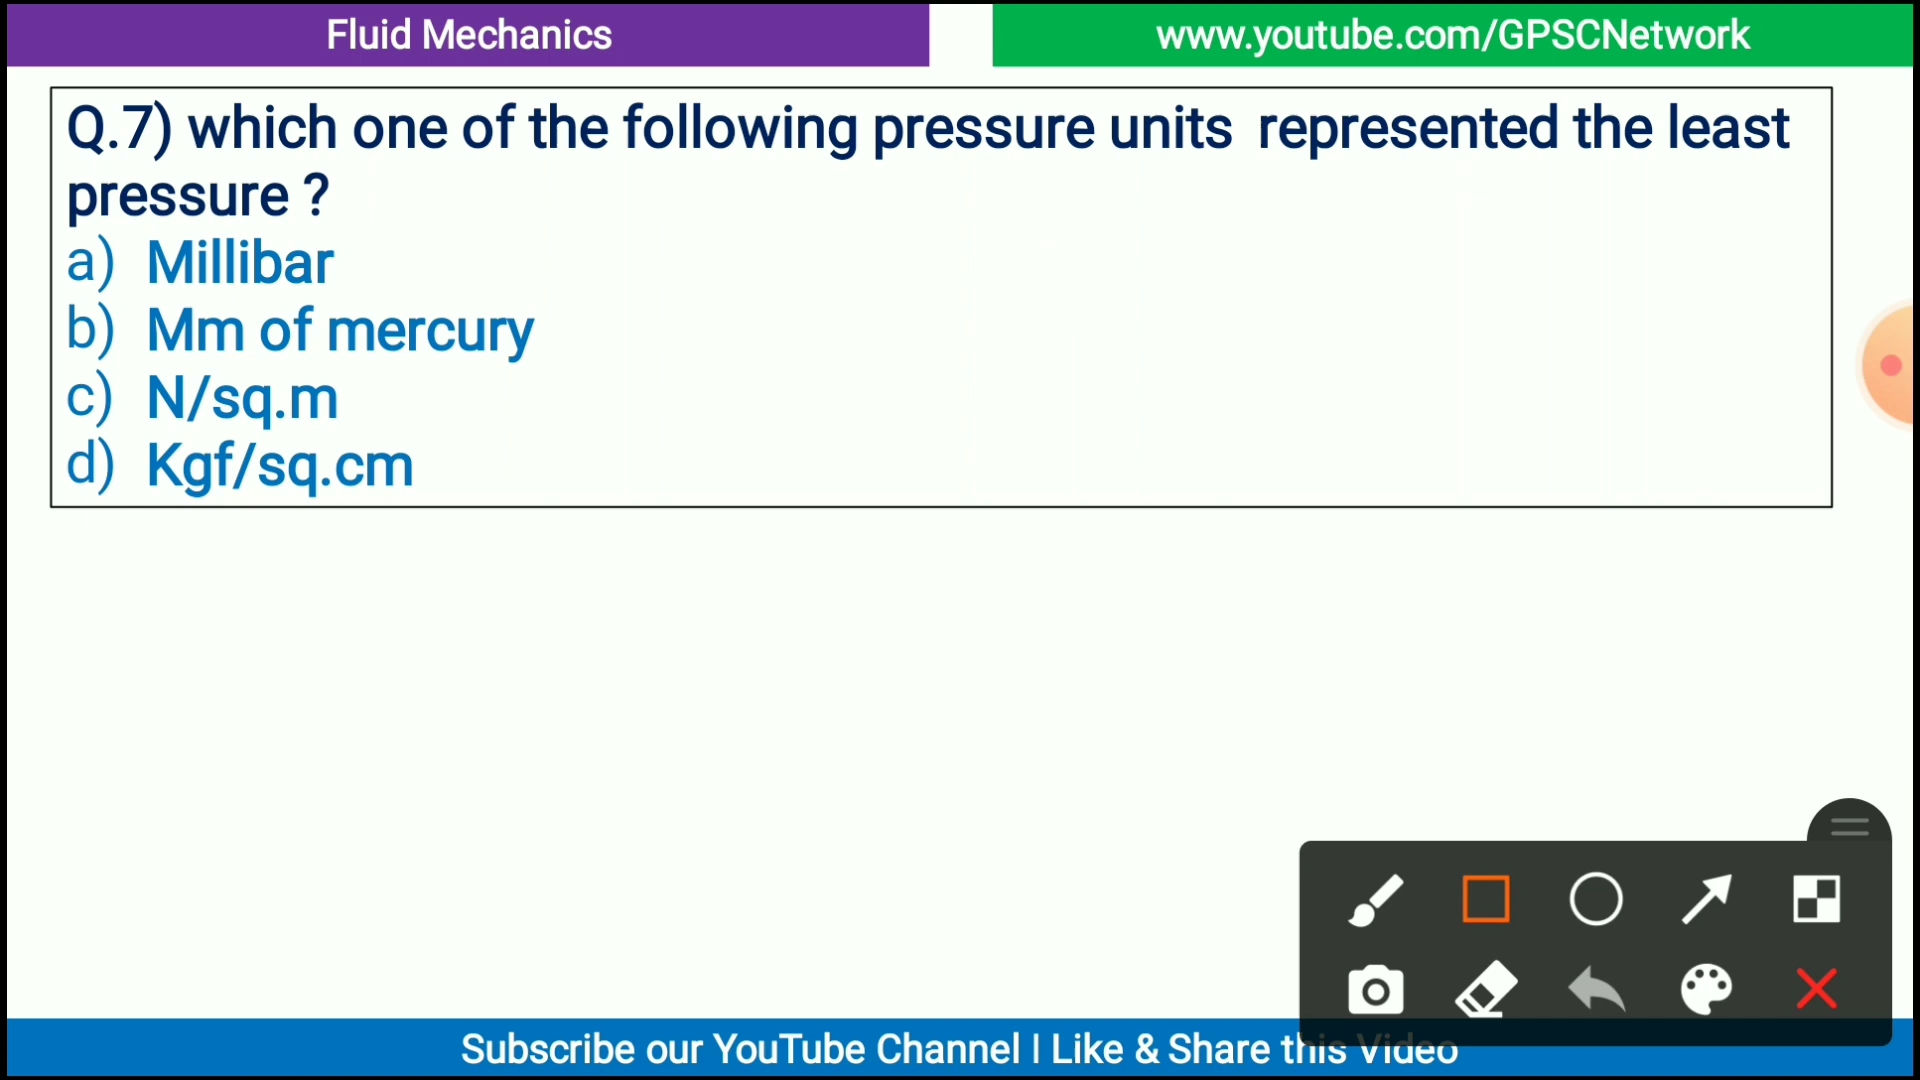 Fluid Mechanics
www.youtube.com/GPSCNetwork
Q.7) which one of the following pressure units represented the least
pressure ?
a) Millibar
b) Mm of mercury
c) N/sq.m
d) Kgf/sq.cm
Subscribe our YouTube Channel I Like & Share this Video